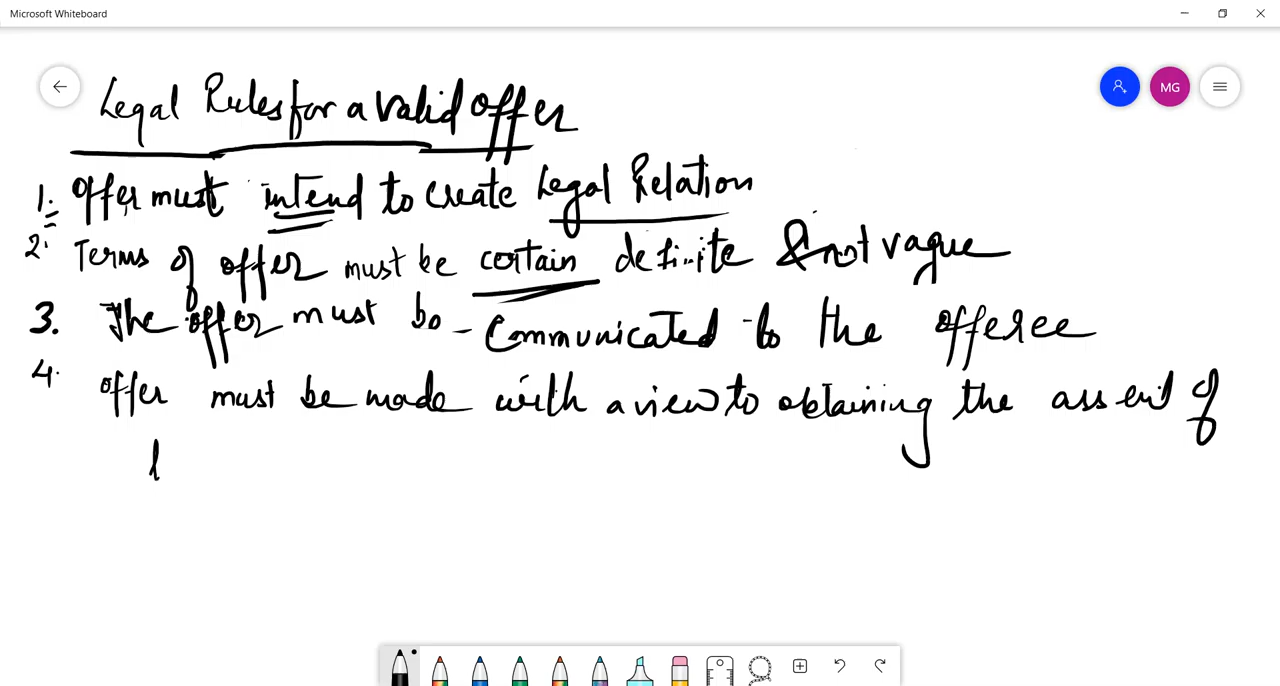 Microsoft Whiteboard
MG
Legal Rules for a valid offer
1. Offer must intend to create Legal Relation
2. Terms of offer must be certain definite & not vague
3. The offer must be communicated to the offeree
4. offer must be made with a view to obtaining the assent of